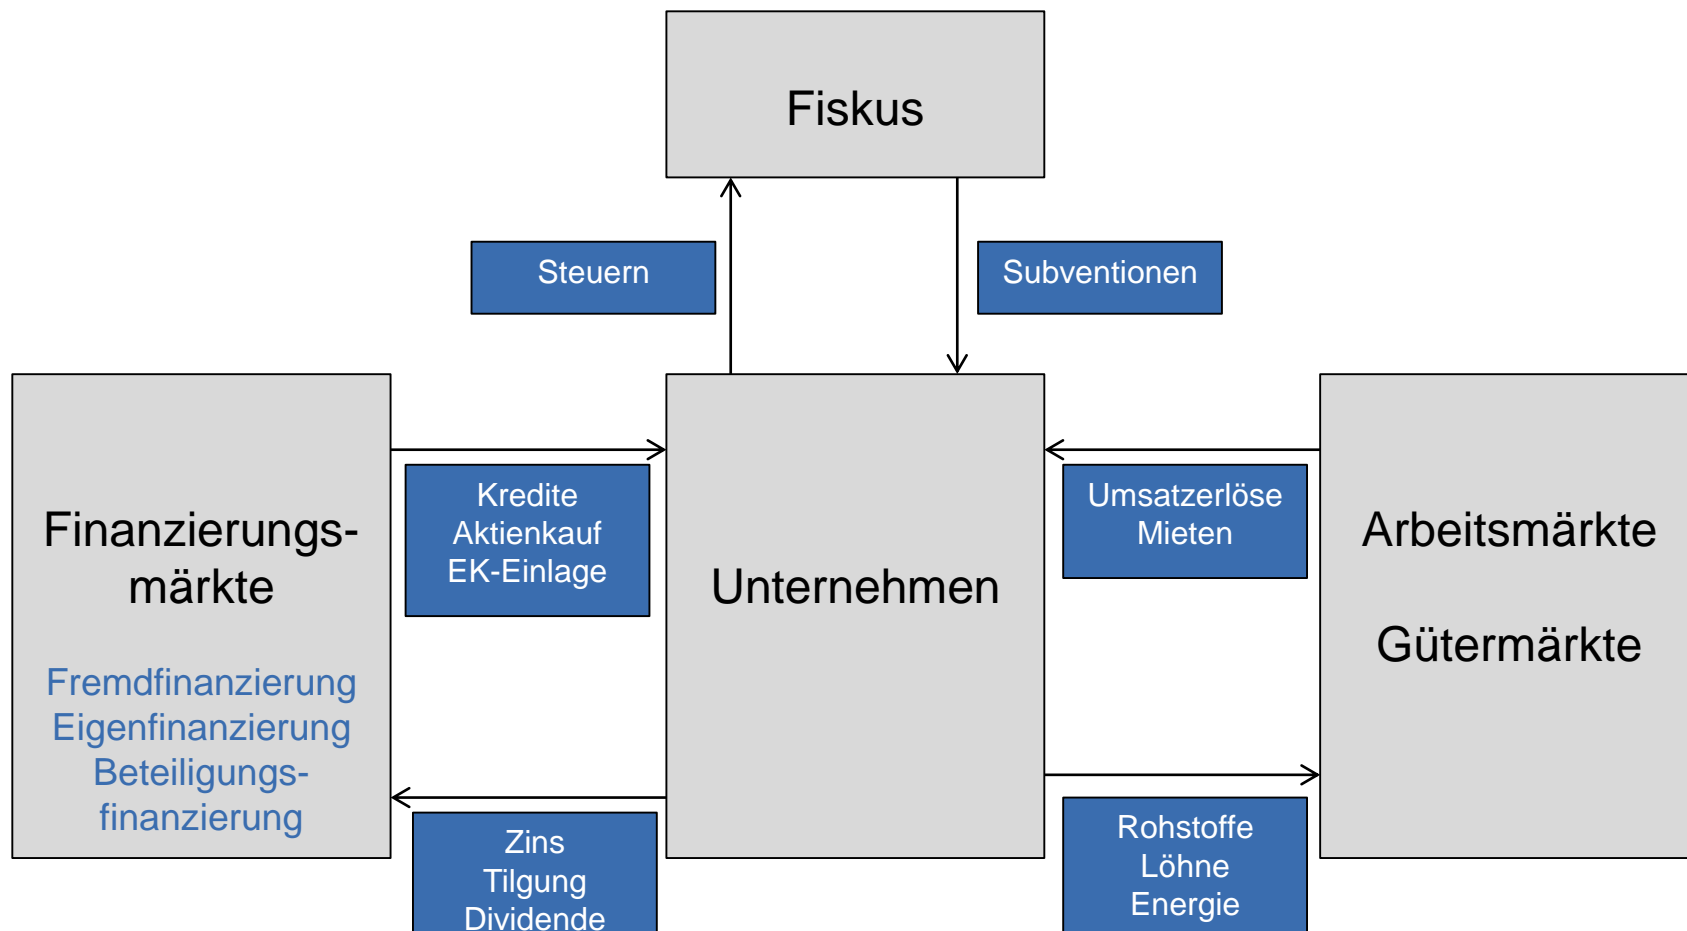 Fiskus
Steuern
Subventionen
Finanzierungs-
märkte
Fremdfinanzierung
Eigenfinanzierung
Beteiligungs-
finanzierung
Kredite
Aktienkauf
EK-Einlage
Zins
Tilgung
Dividende
Unternehmen
Umsatzerlöse
Mieten
Rohstoffe
Löhne
Energie
Arbeitsmärkte
Gütermärkte